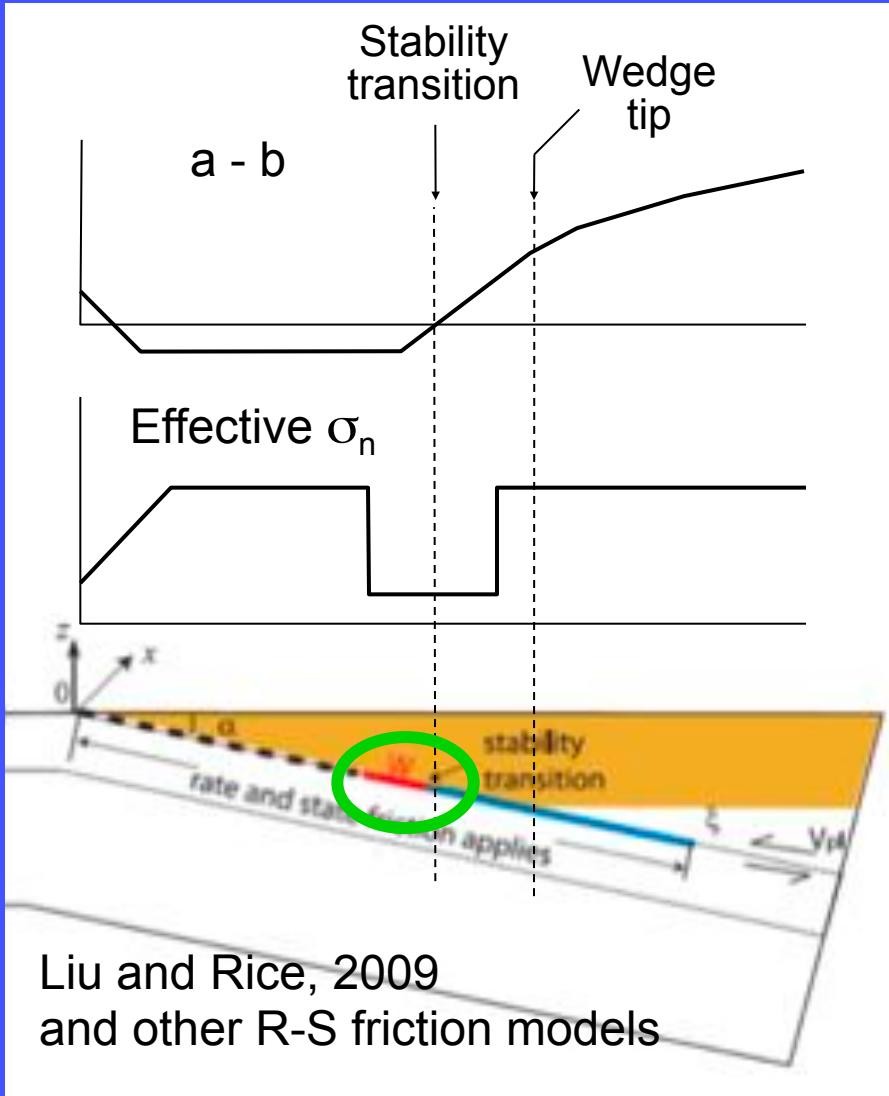 Stability
transition
Wedge
tip
a - b
Effective σn
z
x
0
α
W
stability
transition
rate and state friction applies
ξ
Vpl
Liu and Rice, 2009
and other R-S friction models